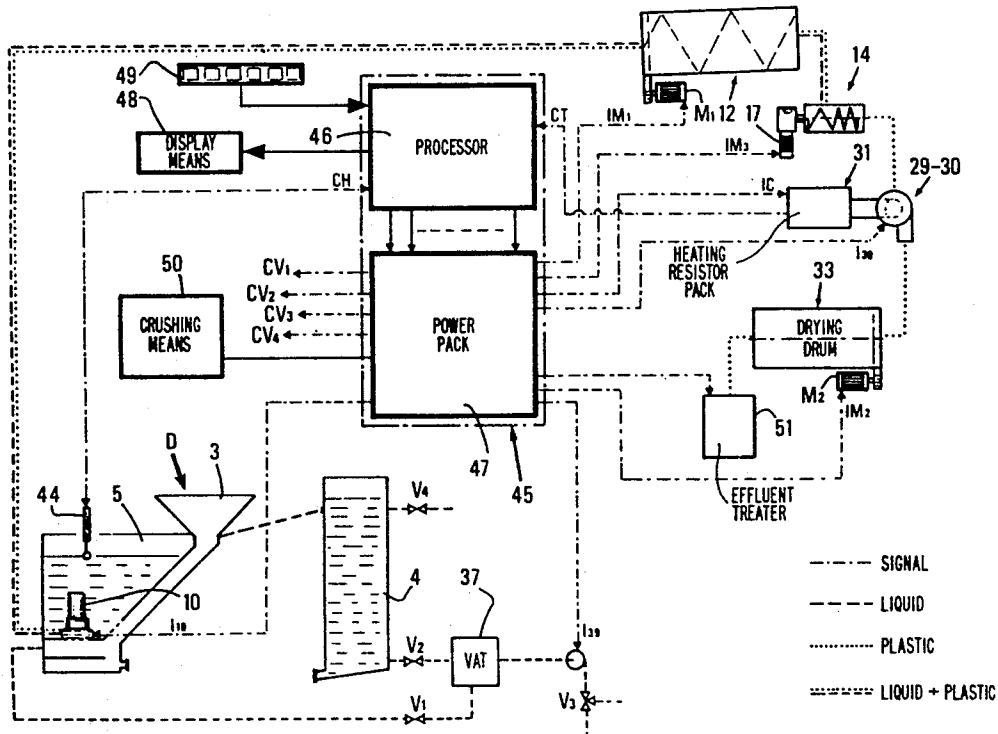 49
48
DISPLAY
MEANS
46
PROCESSOR
CT
IM1
M1
12
17
14
IM3
31
29-30
IC
CH
HEATING
RESISTOR
PACK
I30
50
CRUSHING
MEANS
CV1
CV2
CV3
CV4
POWER
PACK
33
DRYING
DRUM
M2
IM2
51
47
45
EFFLUENT
TREATER
D
3
44
5
V4
10
4
I10
37
V2
VAT
I39
V1
V3
SIGNAL
LIQUID
PLASTIC
LIQUID + PLASTIC